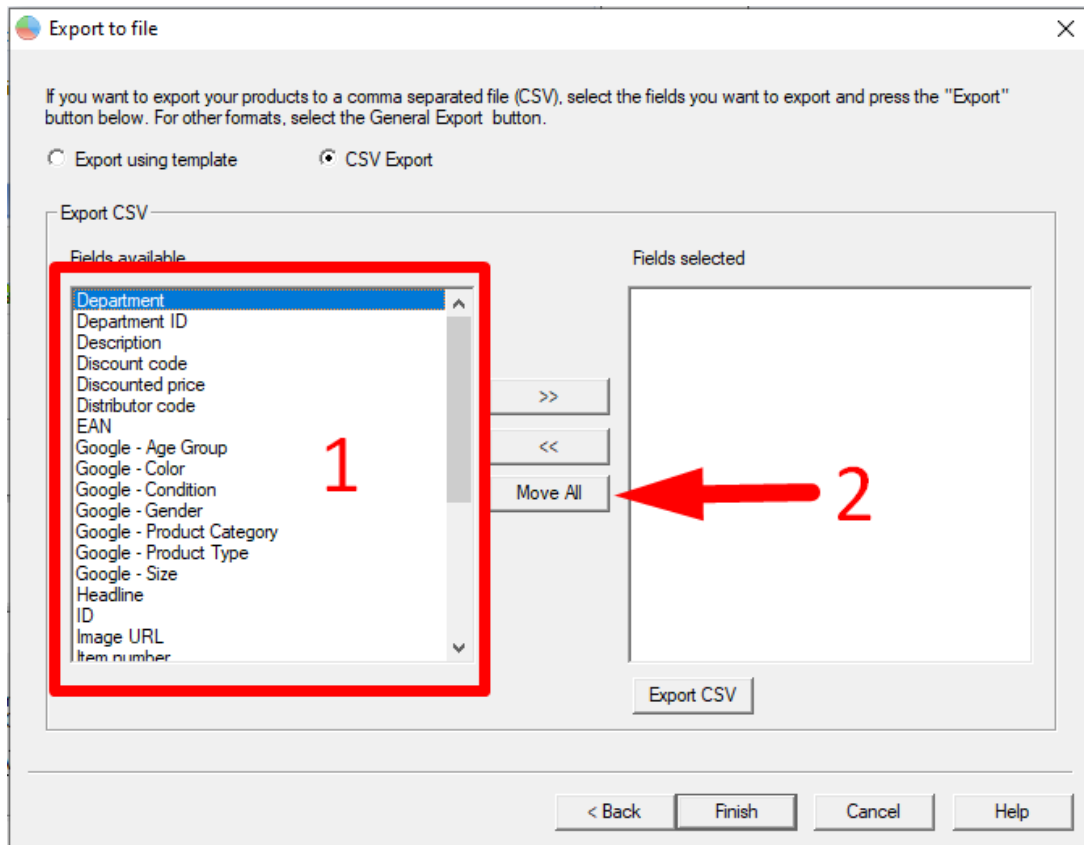 Export to file
If you want to export your products to a comma separated file (CSV), select the fields you want to export and press the "Export"
button below. For other formats, select the General Export button.
Export using template
CSV Export
Export CSV
Fields available
Fields selected
Department
Department ID
Description
Discount code
Discounted price
Distributor code
EAN
Google - Age Group
Google - Color
Google - Condition
Google - Gender
Google - Product Category
Google - Product Type
Google - Size
Headline
ID
Image URL
Item number
1
>>
<<
Move All
2
Export CSV
< Back
Finish
Cancel
Help